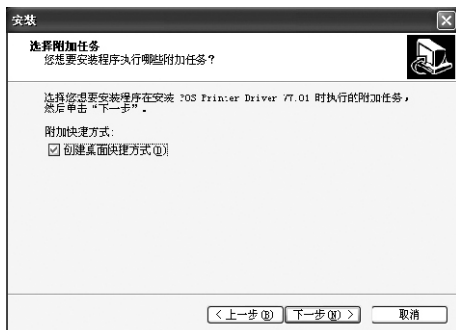 安装
选择附加任务
您想要安装程序执行哪些附加任务？
选择您想要安装程序在安装 POS Printer Driver V7.01 时执行的附加任务，
然后单击“下一步”。
附加快捷方式：
创建桌面快捷方式(D)
< 上一步(B)
下一步(N) >
取消